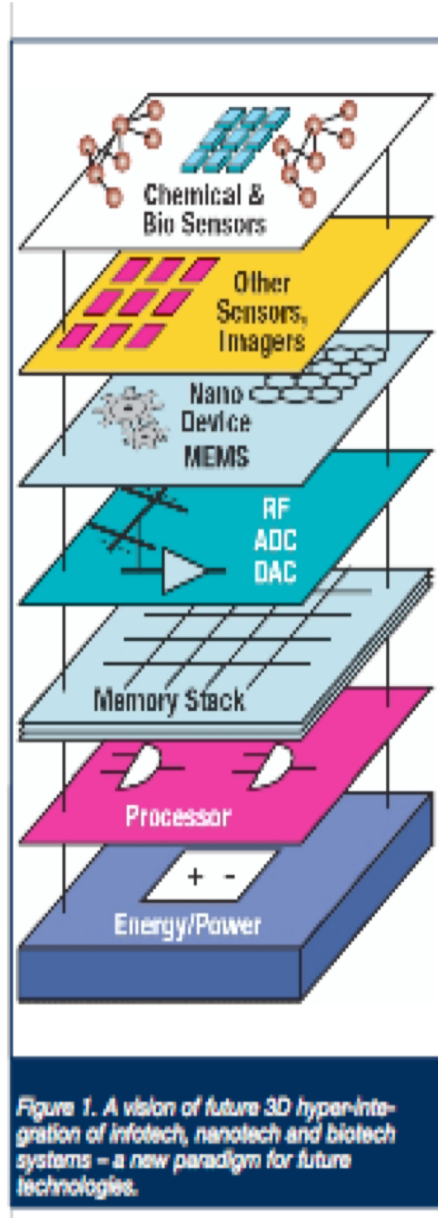 Chemical &
Bio Sensors
Other
Sensors,
Imagers
Nano
Device
MEMS
RF
ADC
DAC
Memory Stack
Processor
+ -
Energy/Power
Figure 1. A vision of future 3D hyper-inte-
gration of infotech, nanotech and biotech
systems – a new paradigm for future
technologies.